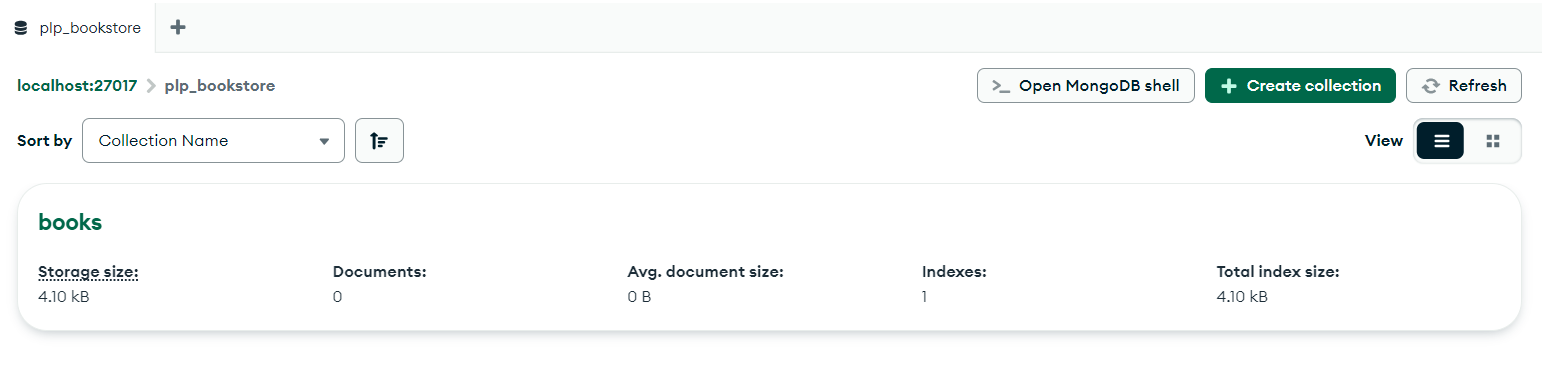 plp_bookstore
localhost:27017 plp_bookstore Open MongoDB shell Create collection Refresh
Sort by Collection Name View
books
Storage size: Documents: Avg. document size: Indexes: Total index size:
4.10 kB 0 0 B 1 4.10 kB